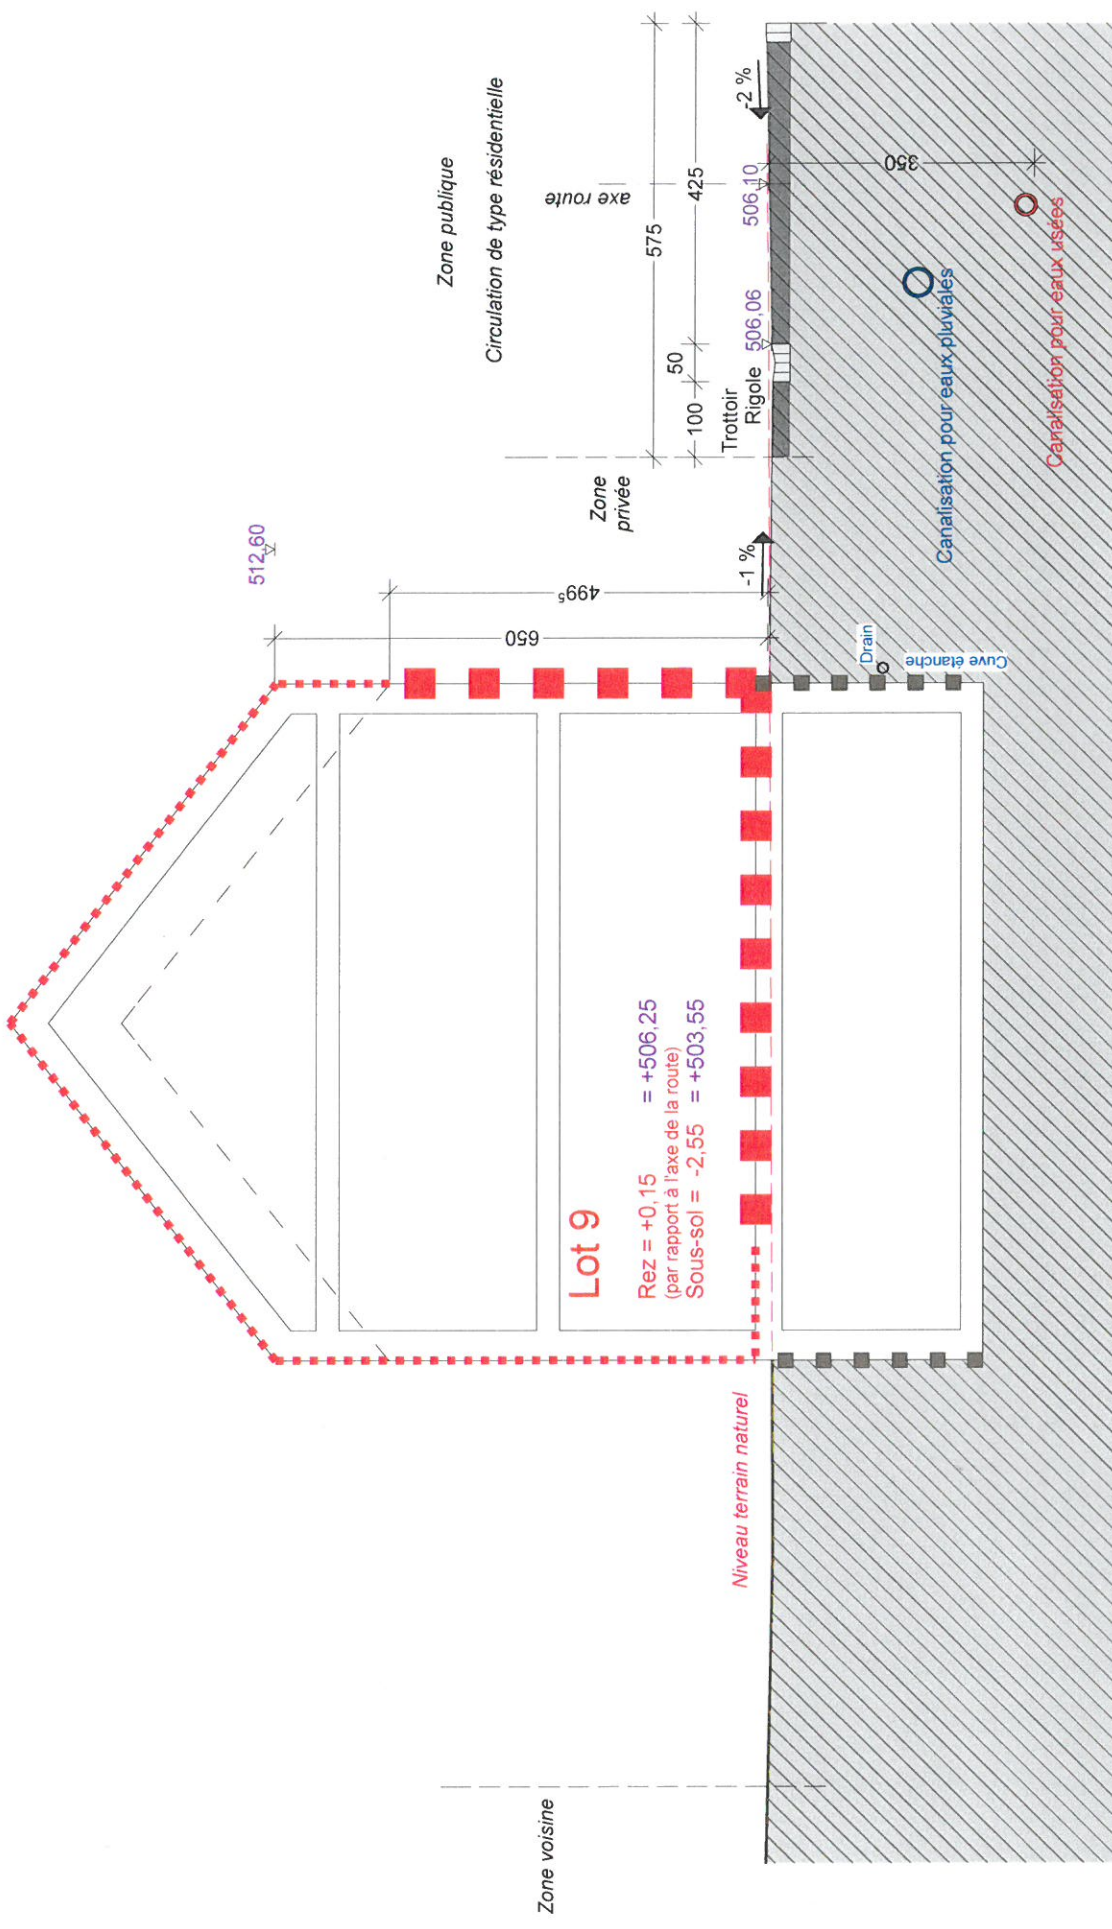 Zone publique
Circulation de type résidentielle
axe route
575
425
50
100
506,10
506,06
-2 %
350
Trottoir
Rigole
Zone
privée
512,60
499⁵
650
-1 %
Canalisation pour eaux pluviales
Canalisation pour eaux usées
Drain
Cuve étanche
Lot 9
Rez = +0,15 = +506,25
(par rapport à l'axe de la route)
Sous-sol = -2,55 = +503,55
Niveau terrain naturel
Zone voisine